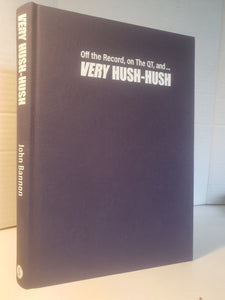 Off the Record, on The QT, and...
VERY HUSH-HUSH
VERY HUSH-HUSH
John Bannon